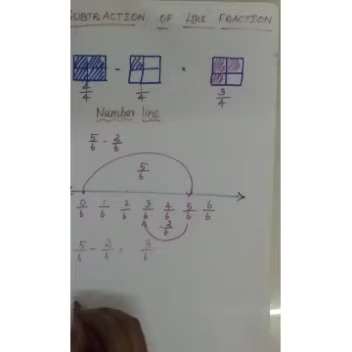 SUBTRACTION OF LIKE FRACTION
- =
4/4 1/4 3/4
Number line
5/6 - 2/6
5/6
0/6 1/6 2/6 3/6 4/6 5/6 6/6
2/6
5/6 - 2/6 = 3/6